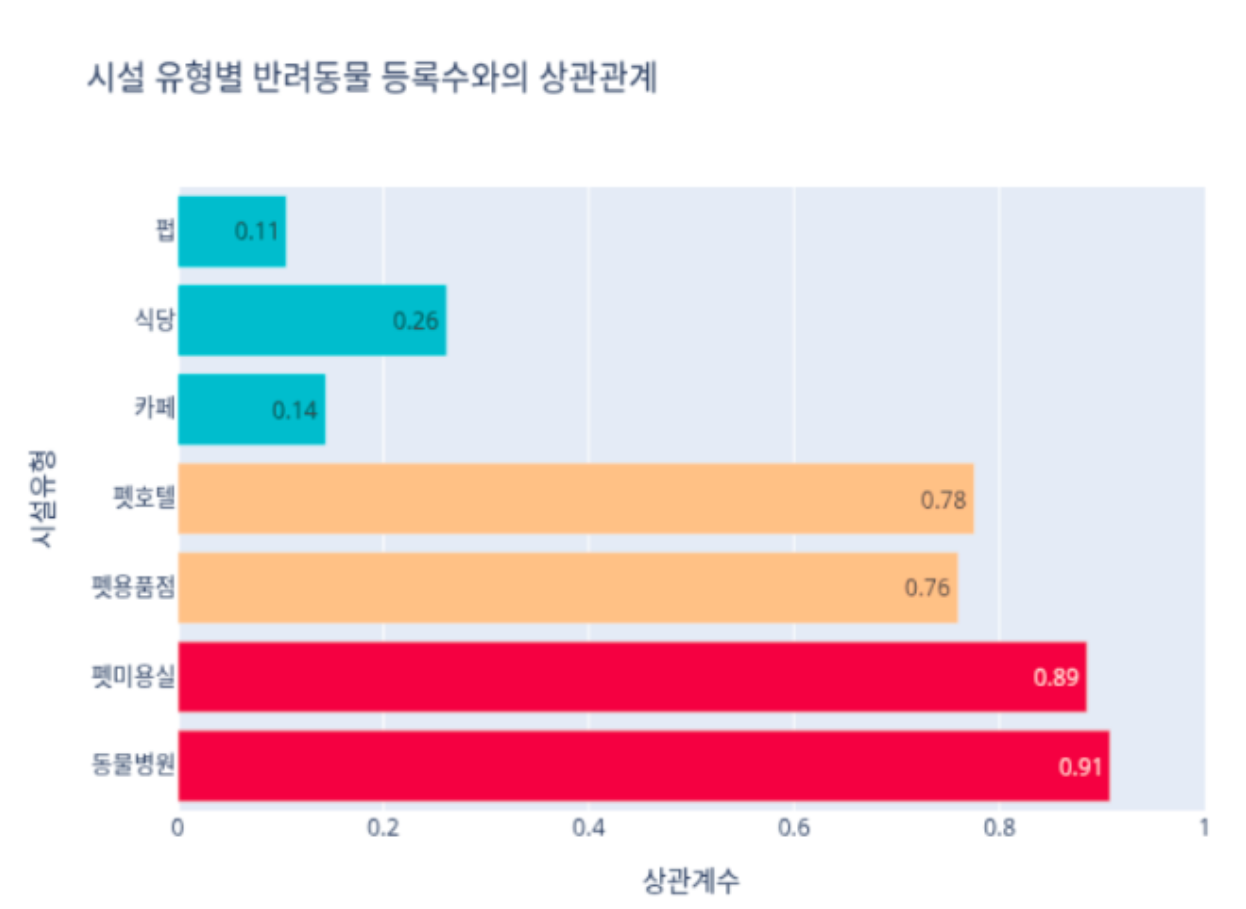 시설 유형별 반려동물 등록수와의 상관관계
펍 0.11
식당 0.26
카페 0.14
펫호텔 0.78
펫용품점 0.76
펫미용실 0.89
동물병원 0.91
시설유형
0 0.2 0.4 0.6 0.8 1
상관계수